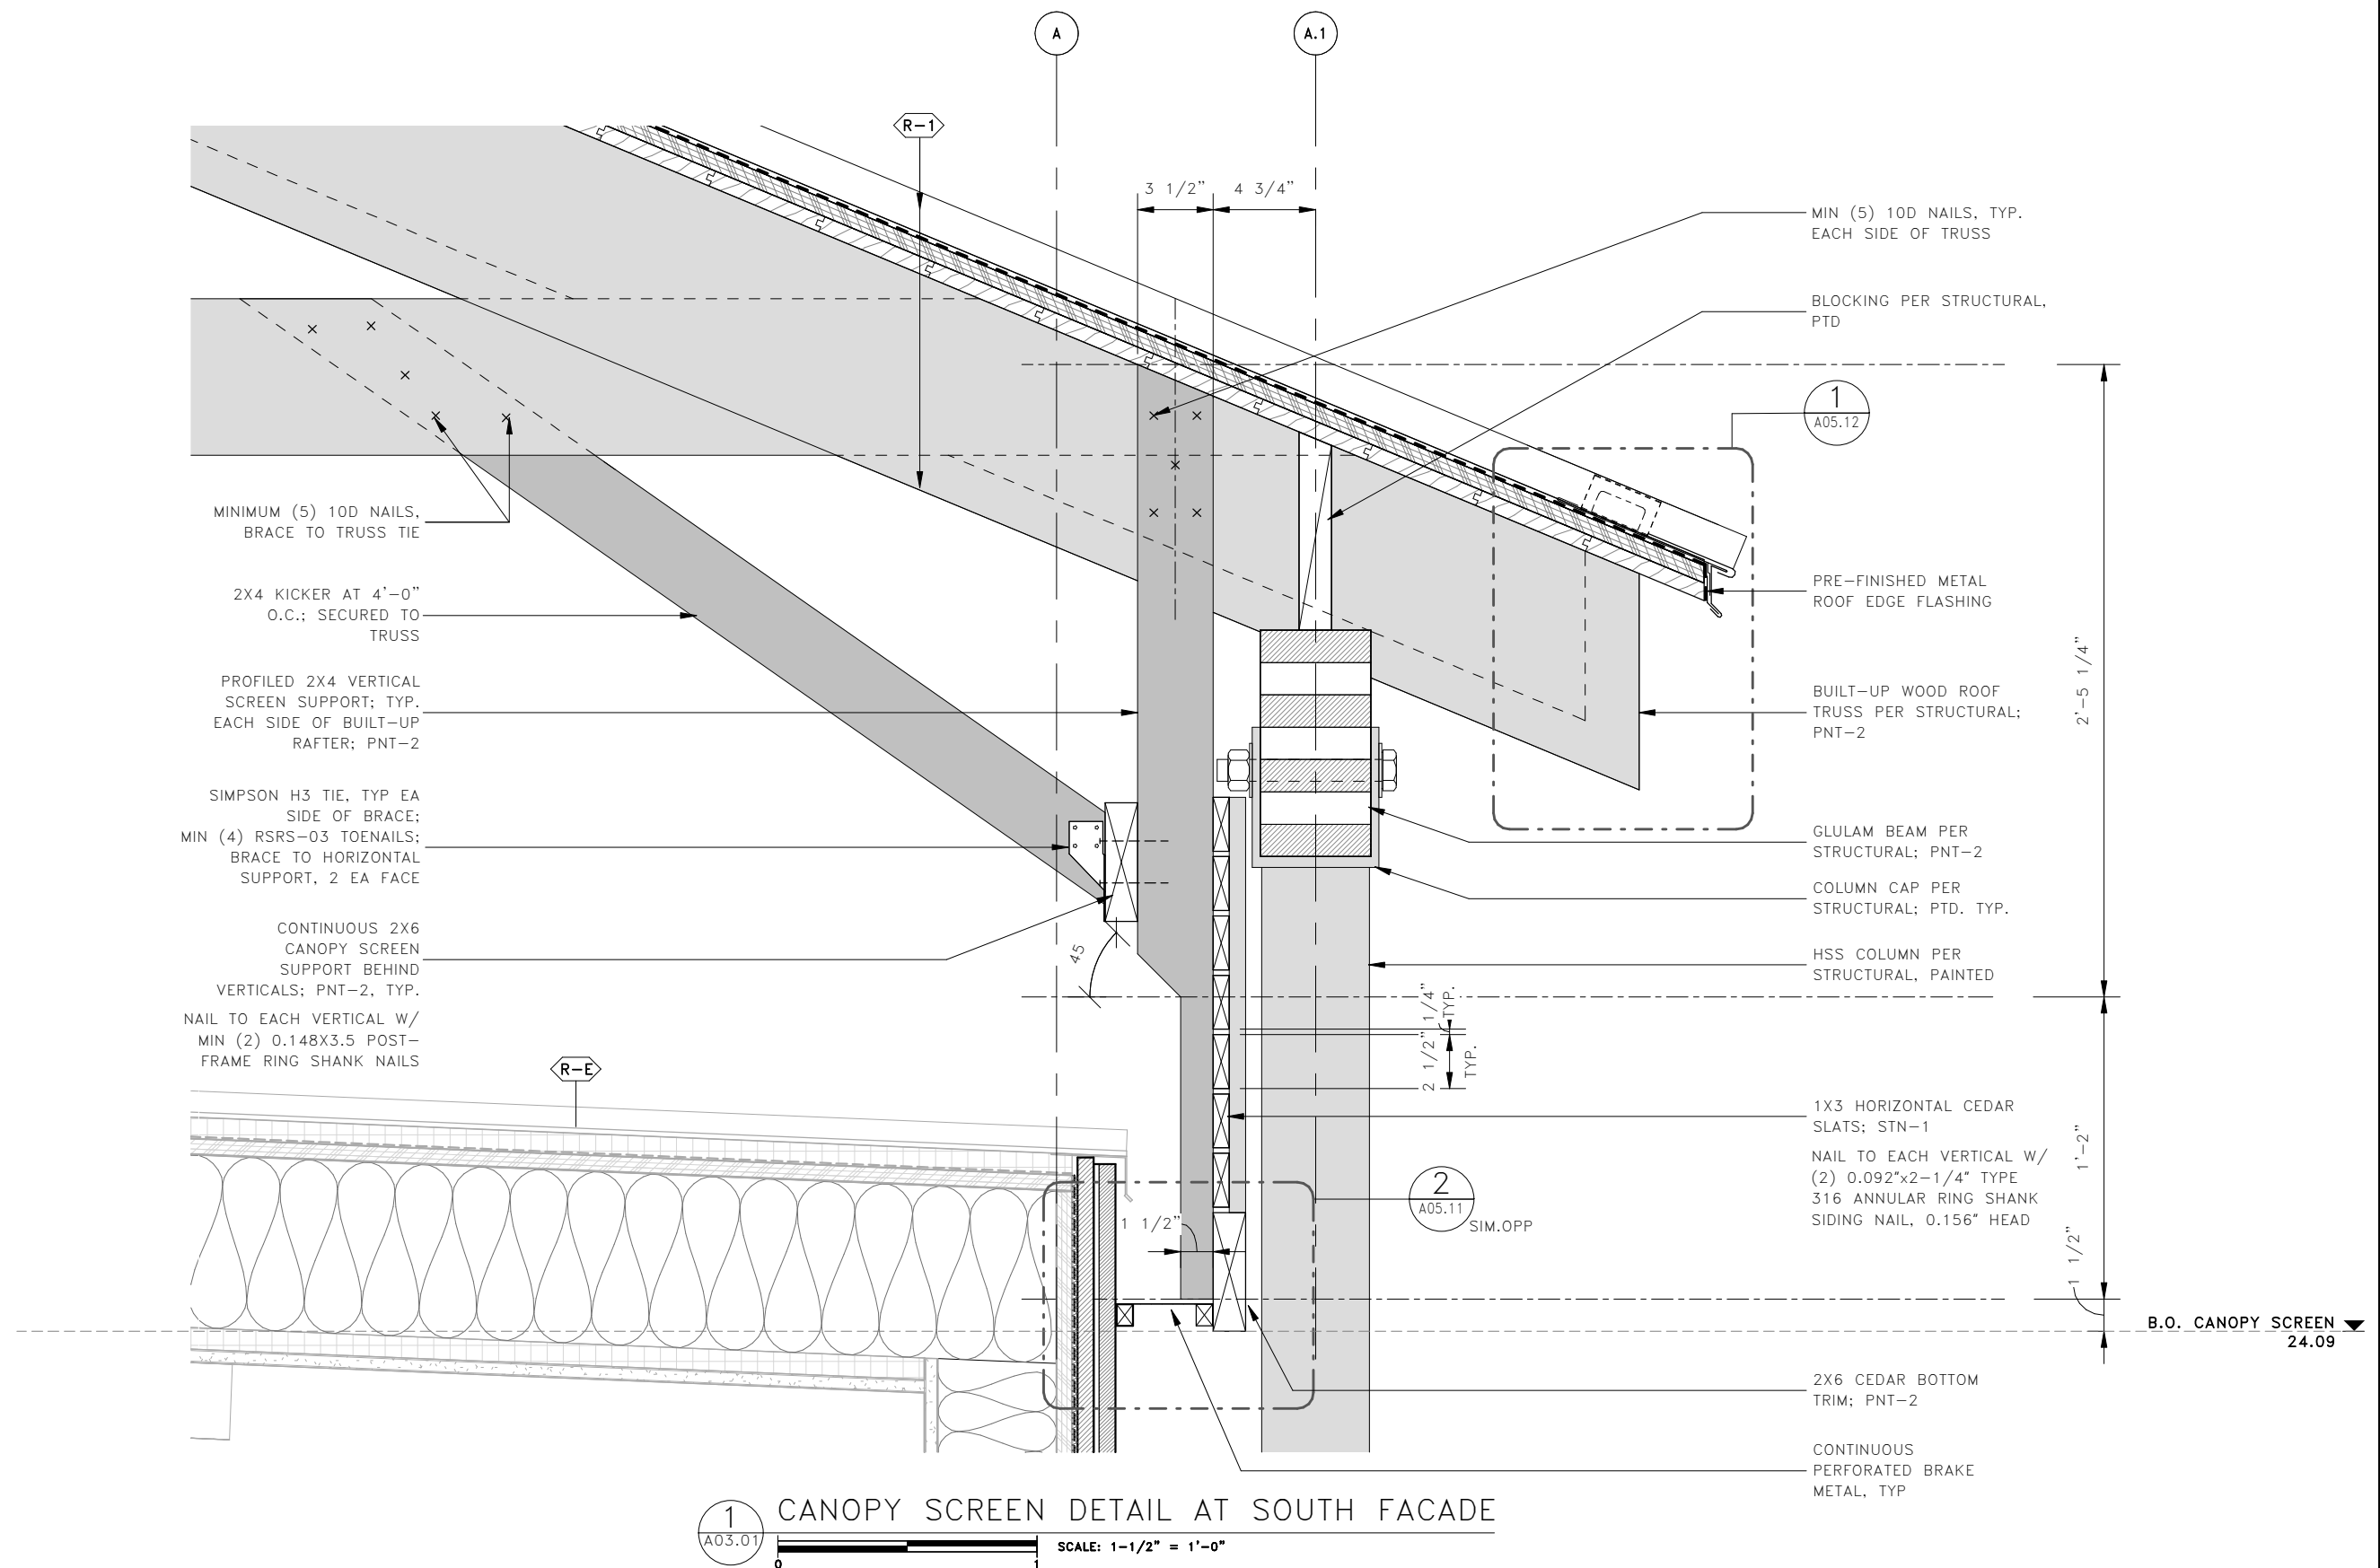 A
A.1
R-1
3 1/2"
4 3/4"
MIN (5) 10D NAILS, TYP.
EACH SIDE OF TRUSS
BLOCKING PER STRUCTURAL,
PTD
1
A05.12
MINIMUM (5) 10D NAILS,
BRACE TO TRUSS TIE
2X4 KICKER AT 4'-0"
O.C.; SECURED TO
TRUSS
PROFILED 2X4 VERTICAL
SCREEN SUPPORT; TYP.
EACH SIDE OF BUILT-UP
RAFTER; PNT-2
SIMPSON H3 TIE, TYP EA
SIDE OF BRACE;
MIN (4) RSRS-03 TOENAILS;
BRACE TO HORIZONTAL
SUPPORT, 2 EA FACE
CONTINUOUS 2X6
CANOPY SCREEN
SUPPORT BEHIND
VERTICALS; PNT-2, TYP.
NAIL TO EACH VERTICAL W/
MIN (2) 0.148X3.5 POST-
FRAME RING SHANK NAILS
R-E
45
PRE-FINISHED METAL
ROOF EDGE FLASHING
BUILT-UP WOOD ROOF
TRUSS PER STRUCTURAL;
PNT-2
2'-5 1/4"
GLULAM BEAM PER
STRUCTURAL; PNT-2
COLUMN CAP PER
STRUCTURAL; PTD. TYP.
HSS COLUMN PER
STRUCTURAL, PAINTED
1/4"
TYP.
2 1/2"
TYP.
1X3 HORIZONTAL CEDAR
SLATS; STN-1
NAIL TO EACH VERTICAL W/
(2) 0.092"x2-1/4" TYPE
316 ANNULAR RING SHANK
SIDING NAIL, 0.156" HEAD
1'-2"
2
A05.11
SIM.OPP
1 1/2"
1 1/2"
B.O. CANOPY SCREEN
24.09
2X6 CEDAR BOTTOM
TRIM; PNT-2
CONTINUOUS
PERFORATED BRAKE
METAL, TYP
1
A03.01
CANOPY SCREEN DETAIL AT SOUTH FACADE
SCALE: 1-1/2" = 1'-0"
0
1